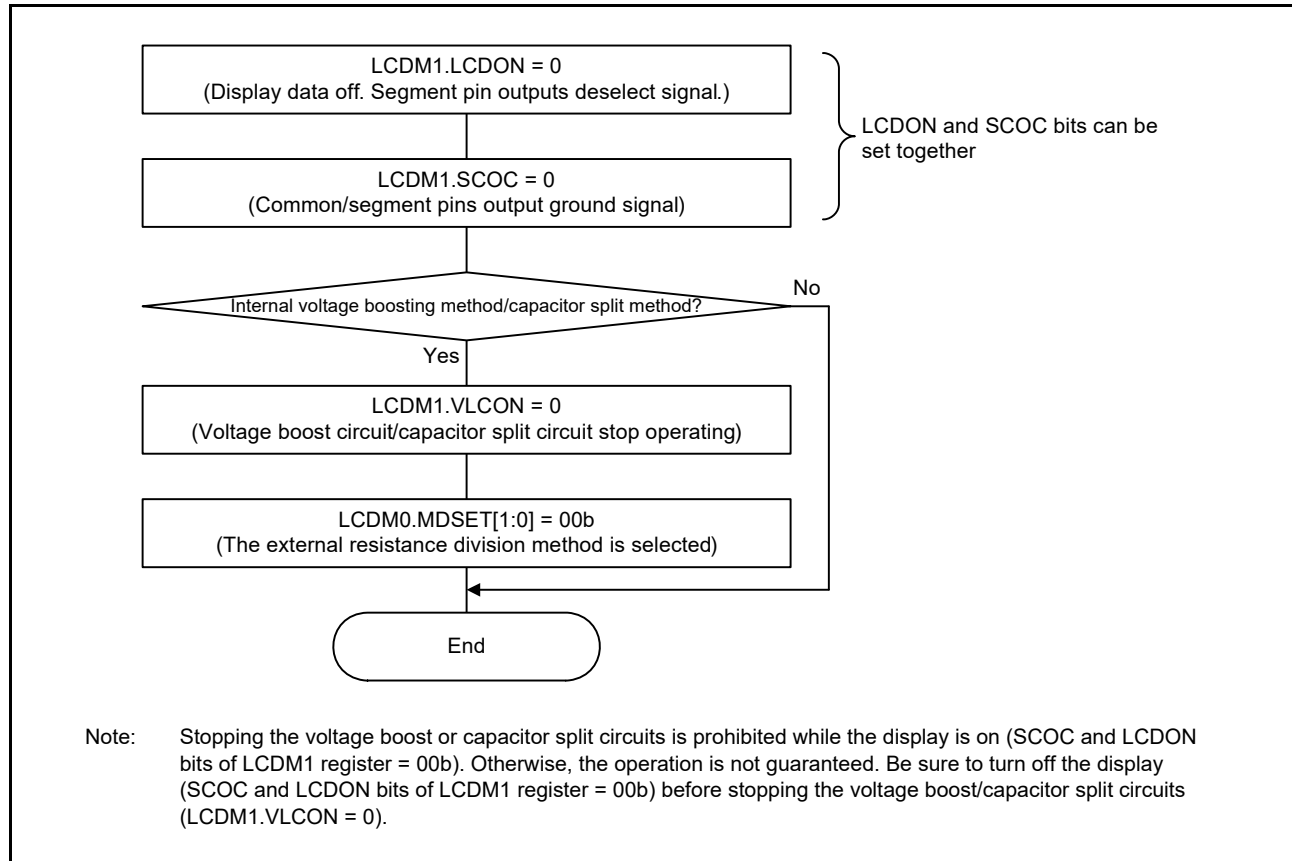 LCDM1.LCDON = 0
(Display data off. Segment pin outputs deselect signal.)
LCDON and SCOC bits can be
set together
LCDM1.SCOC = 0
(Common/segment pins output ground signal)
Internal voltage boosting method/capacitor split method?
No
Yes
LCDM1.VLCON = 0
(Voltage boost circuit/capacitor split circuit stop operating)
LCDM0.MDSET[1:0] = 00b
(The external resistance division method is selected)
End
Note: Stopping the voltage boost or capacitor split circuits is prohibited while the display is on (SCOC and LCDON
bits of LCDM1 register = 00b). Otherwise, the operation is not guaranteed. Be sure to turn off the display
(SCOC and LCDON bits of LCDM1 register = 00b) before stopping the voltage boost/capacitor split circuits
(LCDM1.VLCON = 0).